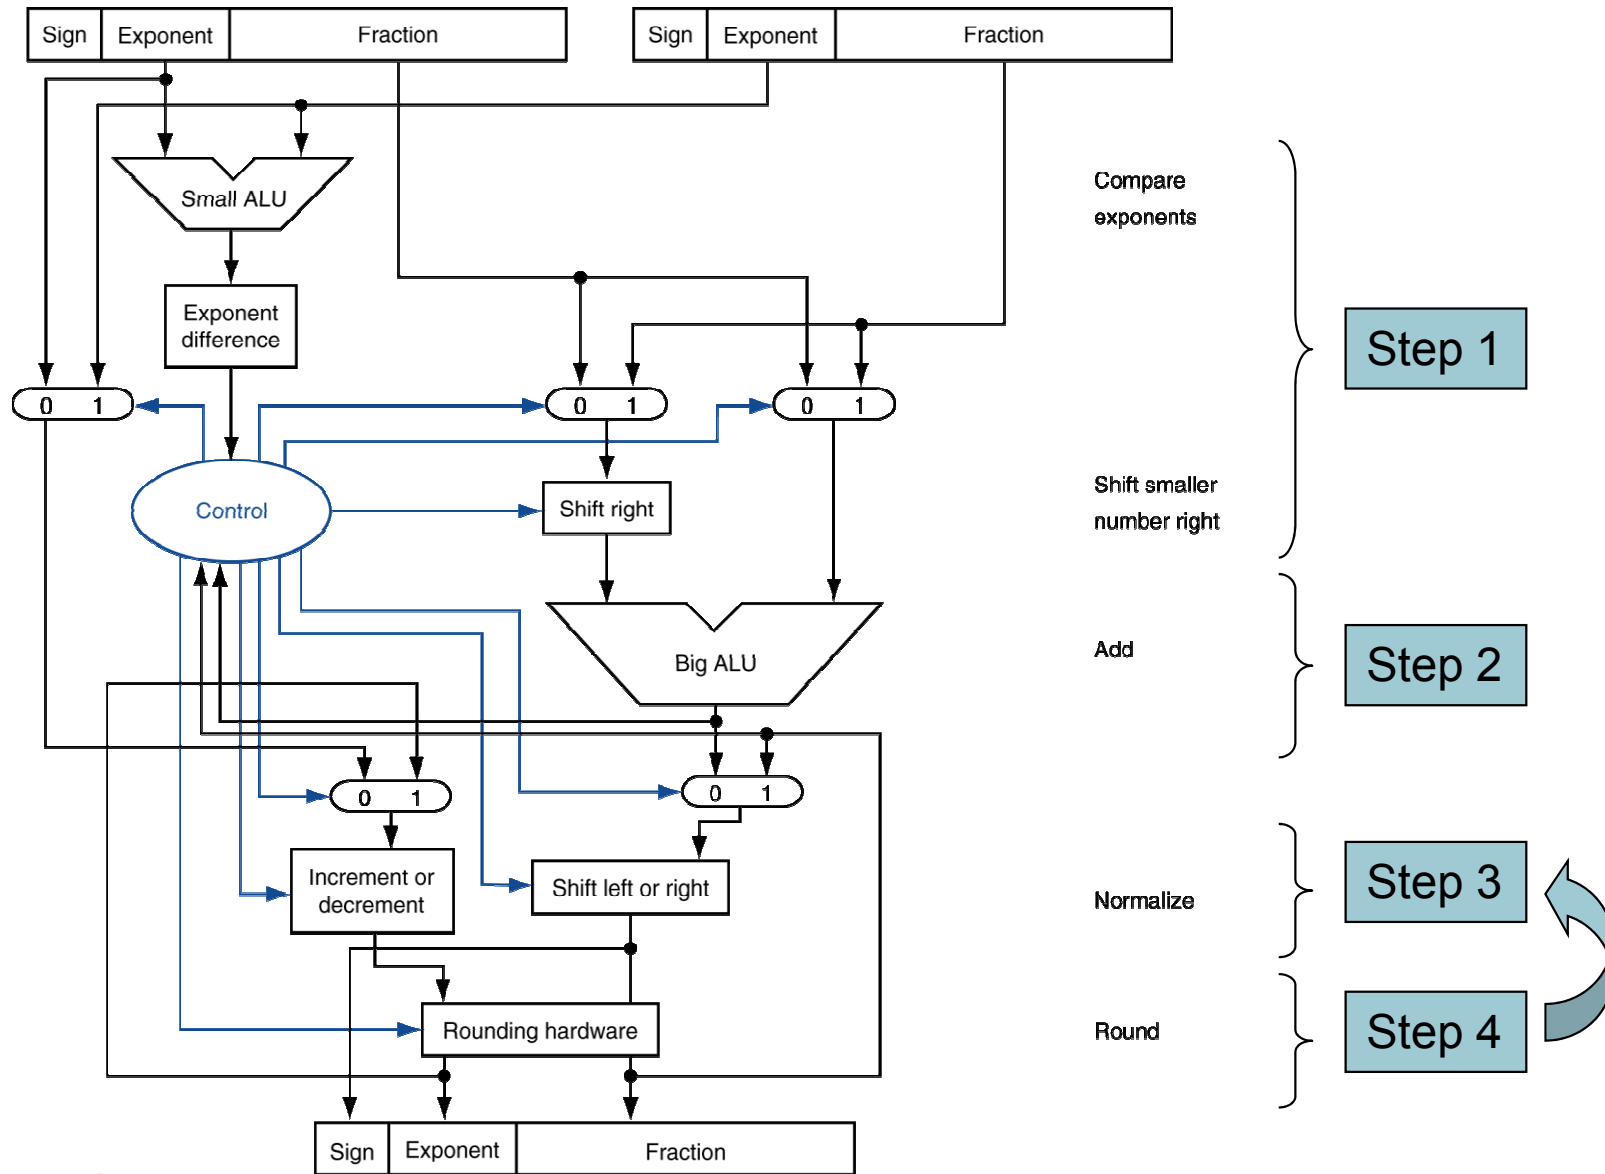 Sign Exponent Fraction Sign Exponent Fraction
Small ALU
Compare
exponents
Exponent
difference
Step 1
0 1 0 1 0 1
Control
Shift right
Shift smaller
number right
Big ALU
Add
Step 2
0 1 0 1
Increment or
decrement
Shift left or right
Normalize
Step 3
Rounding hardware
Round
Step 4
Sign Exponent Fraction